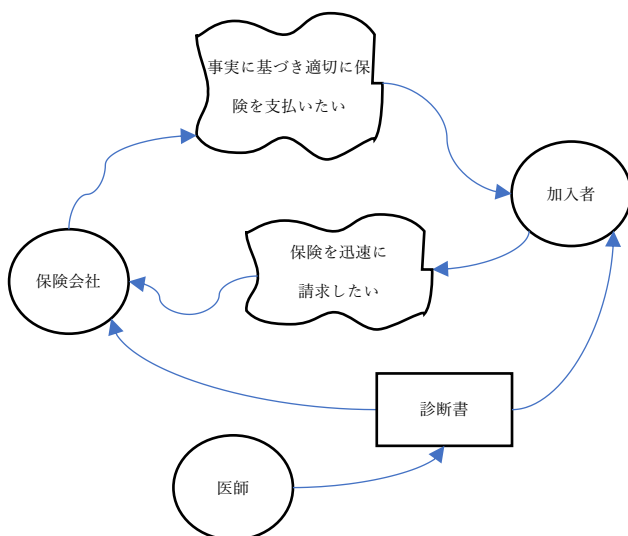 事実に基づき適切に保
険を支払いたい
加入者
保険を迅速に
請求したい
保険会社
診断書
医師